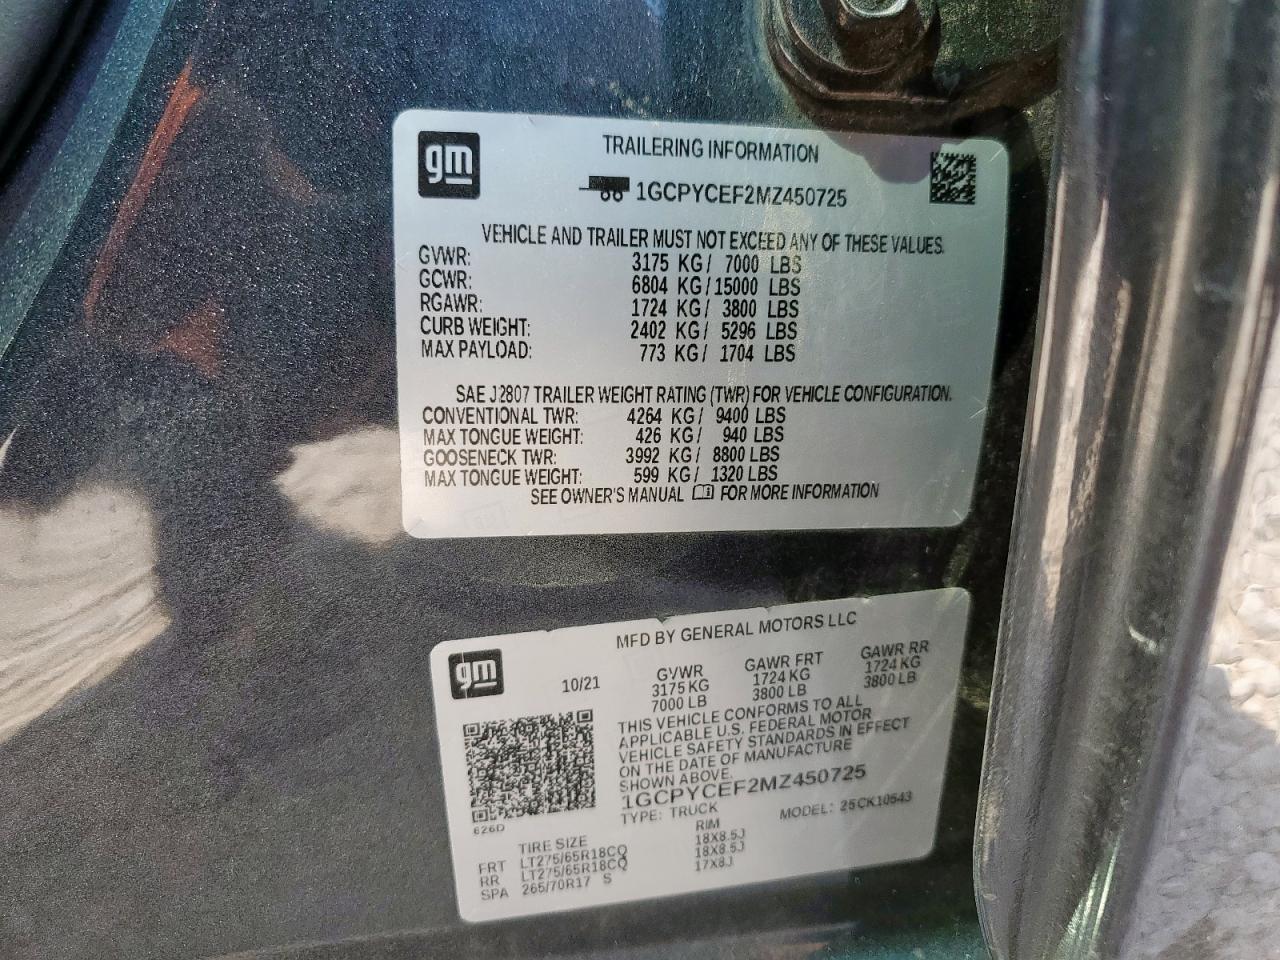 gm
TRAILERING INFORMATION
1GCPYCEF2MZ450725
VEHICLE AND TRAILER MUST NOT EXCEED ANY OF THESE VALUES.
GVWR: 3175 KG/ 7000 LBS
GCWR: 6804 KG/15000 LBS
RGAWR: 1724 KG/ 3800 LBS
CURB WEIGHT: 2402 KG/ 5296 LBS
MAX PAYLOAD: 773 KG/ 1704 LBS
SAE J2807 TRAILER WEIGHT RATING (TWR) FOR VEHICLE CONFIGURATION.
CONVENTIONAL TWR: 4264 KG/ 9400 LBS
MAX TONGUE WEIGHT: 426 KG/ 940 LBS
GOOSENECK TWR: 3992 KG/ 8800 LBS
MAX TONGUE WEIGHT: 599 KG/ 1320 LBS
SEE OWNER'S MANUAL FOR MORE INFORMATION
MFD BY GENERAL MOTORS LLC
gm
10/21
GVWR GAWR FRT GAWR RR
3175 KG 1724 KG 1724 KG
7000 LB 3800 LB 3800 LB
THIS VEHICLE CONFORMS TO ALL
APPLICABLE U.S. FEDERAL MOTOR
VEHICLE SAFETY STANDARDS IN EFFECT
ON THE DATE OF MANUFACTURE
SHOWN ABOVE.
1GCPYCEF2MZ450725
TYPE: TRUCK MODEL: 25CK10543
626D
TIRE SIZE RIM
FRT LT275/65R18CQ 18X8.5J
RR LT275/65R18CQ 18X8.5J
SPA 265/70R17 S 17X8J